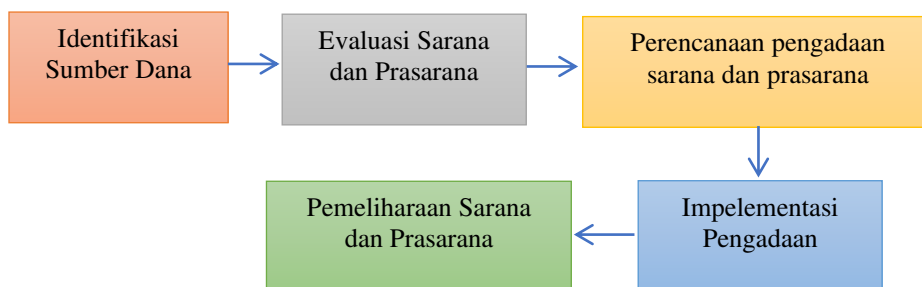 Identifikasi
Sumber Dana
Evaluasi Sarana
dan Prasarana
Perencanaan pengadaan
sarana dan prasarana
Impelementasi
Pengadaan
Pemeliharaan Sarana
dan Prasarana